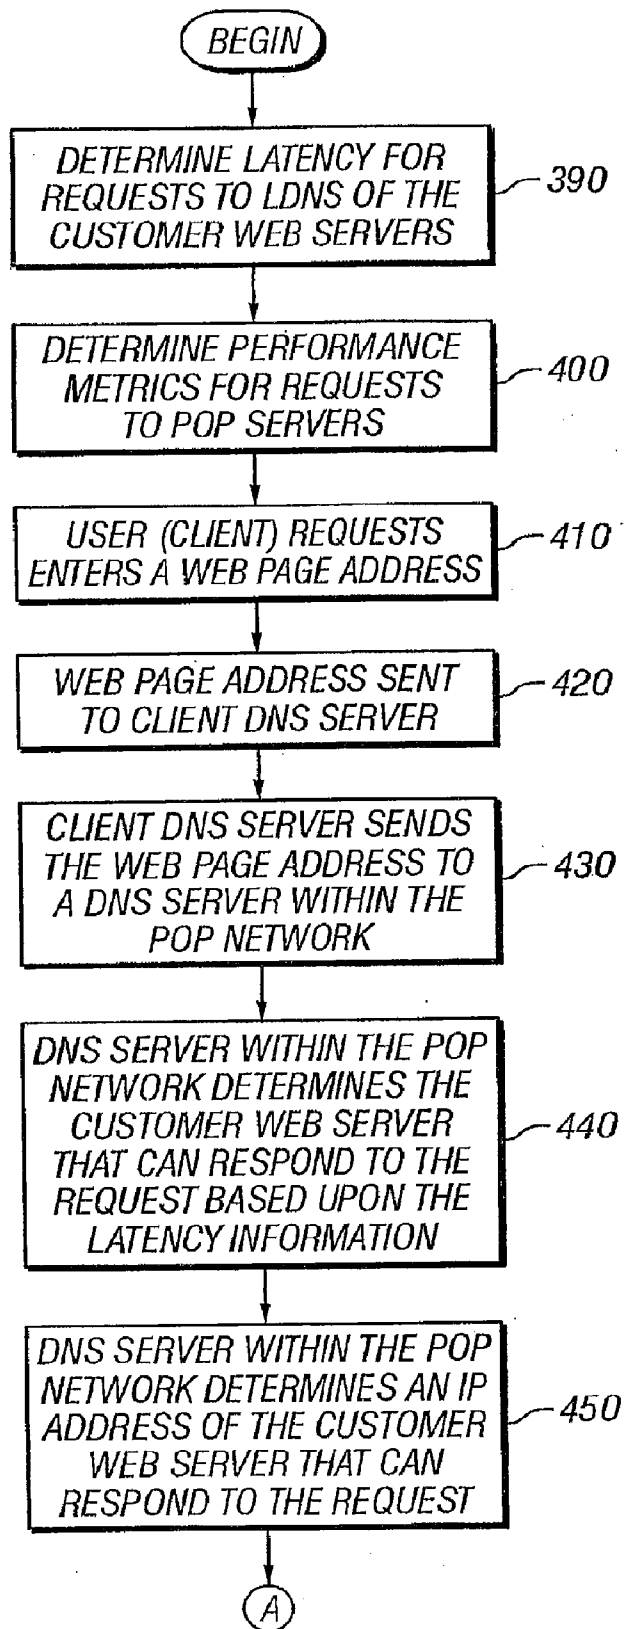 BEGIN
DETERMINE LATENCY FOR
REQUESTS TO LDNS OF THE
CUSTOMER WEB SERVERS
390
DETERMINE PERFORMANCE
METRICS FOR REQUESTS
TO POP SERVERS
400
USER (CLIENT) REQUESTS
ENTERS A WEB PAGE ADDRESS
410
WEB PAGE ADDRESS SENT
TO CLIENT DNS SERVER
420
CLIENT DNS SERVER SENDS
THE WEB PAGE ADDRESS TO
A DNS SERVER WITHIN THE
POP NETWORK
430
DNS SERVER WITHIN THE POP
NETWORK DETERMINES THE
CUSTOMER WEB SERVER
THAT CAN RESPOND TO THE
REQUEST BASED UPON THE
LATENCY INFORMATION
440
DNS SERVER WITHIN THE POP
NETWORK DETERMINES AN IP
ADDRESS OF THE CUSTOMER
WEB SERVER THAT CAN
RESPOND TO THE REQUEST
450
A